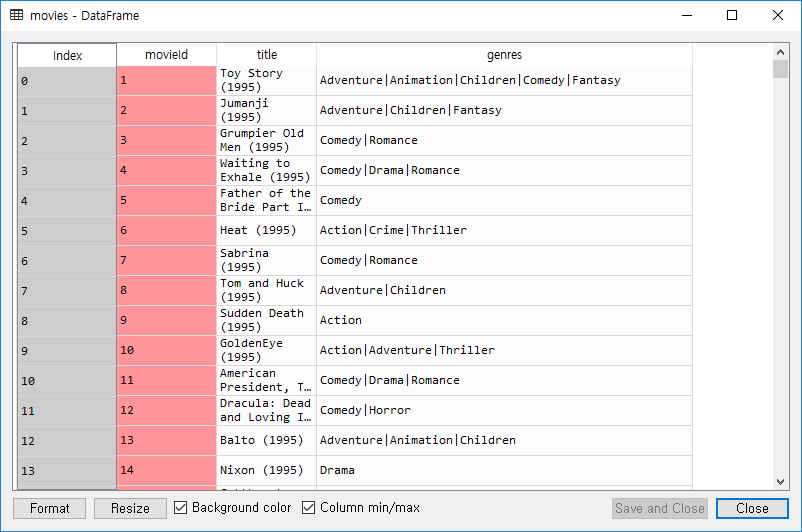 movies - DataFrame
Index movieId title genres
0 1 Toy Story (1995) Adventure|Animation|Children|Comedy|Fantasy
1 2 Jumanji (1995) Adventure|Children|Fantasy
2 3 Grumpier Old Men (1995) Comedy|Romance
3 4 Waiting to Exhale (1995) Comedy|Drama|Romance
4 5 Father of the Bride Part I… Comedy
5 6 Heat (1995) Action|Crime|Thriller
6 7 Sabrina (1995) Comedy|Romance
7 8 Tom and Huck (1995) Adventure|Children
8 9 Sudden Death (1995) Action
9 10 GoldenEye (1995) Action|Adventure|Thriller
10 11 American President, T… Comedy|Drama|Romance
11 12 Dracula: Dead and Loving I… Comedy|Horror
12 13 Balto (1995) Adventure|Animation|Children
13 14 Nixon (1995) Drama
Format Resize Background color Column min/max Save and Close Close